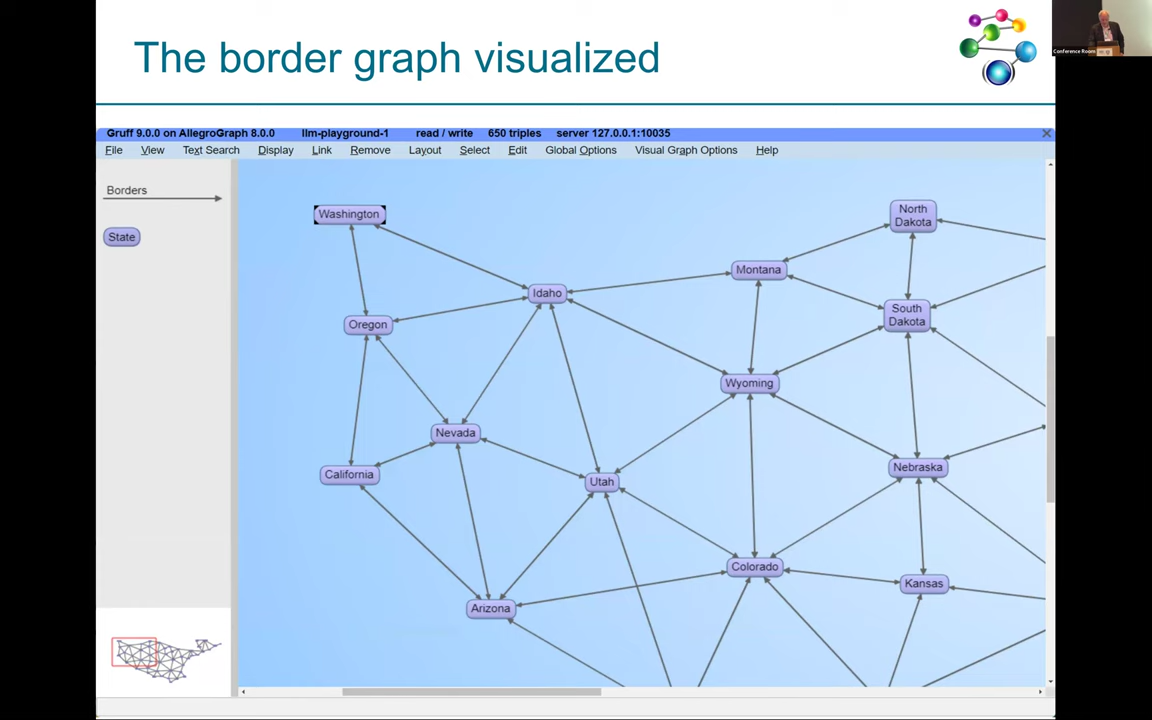 The border graph visualized
Conference Room
Gruff 9.0.0 on AllegroGraph 8.0.0 llm-playground-1 read / write 650 triples server 127.0.0.1:10035
File View Text Search Display Link Remove Layout Select Edit Global Options Visual Graph Options Help
Borders
State
Washington
North
Dakota
Montana
Idaho
South
Dakota
Oregon
Wyoming
Nevada
Nebraska
California
Utah
Colorado
Kansas
Arizona